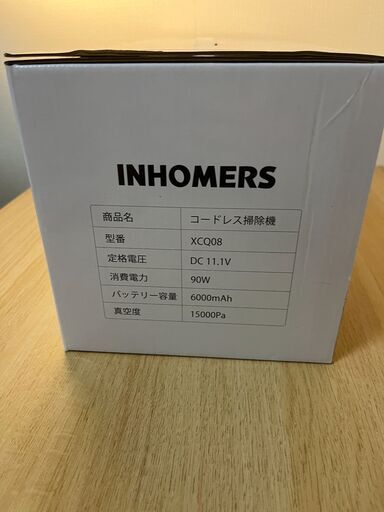 INHOMERS
商品名 コードレス掃除機
型番 XCQ08
定格電圧 DC 11.1V
消費電力 90W
バッテリー容量 6000mAh
真空度 15000Pa